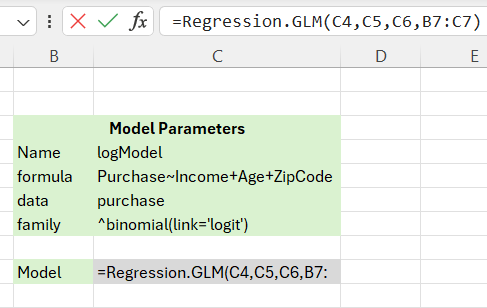 fx =Regression.GLM(C4,C5,C6,B7:C7)
B C D E
Model Parameters
Name logModel
formula Purchase~Income+Age+ZipCode
data purchase
family ^binomial(link='logit')
Model =Regression.GLM(C4,C5,C6,B7: